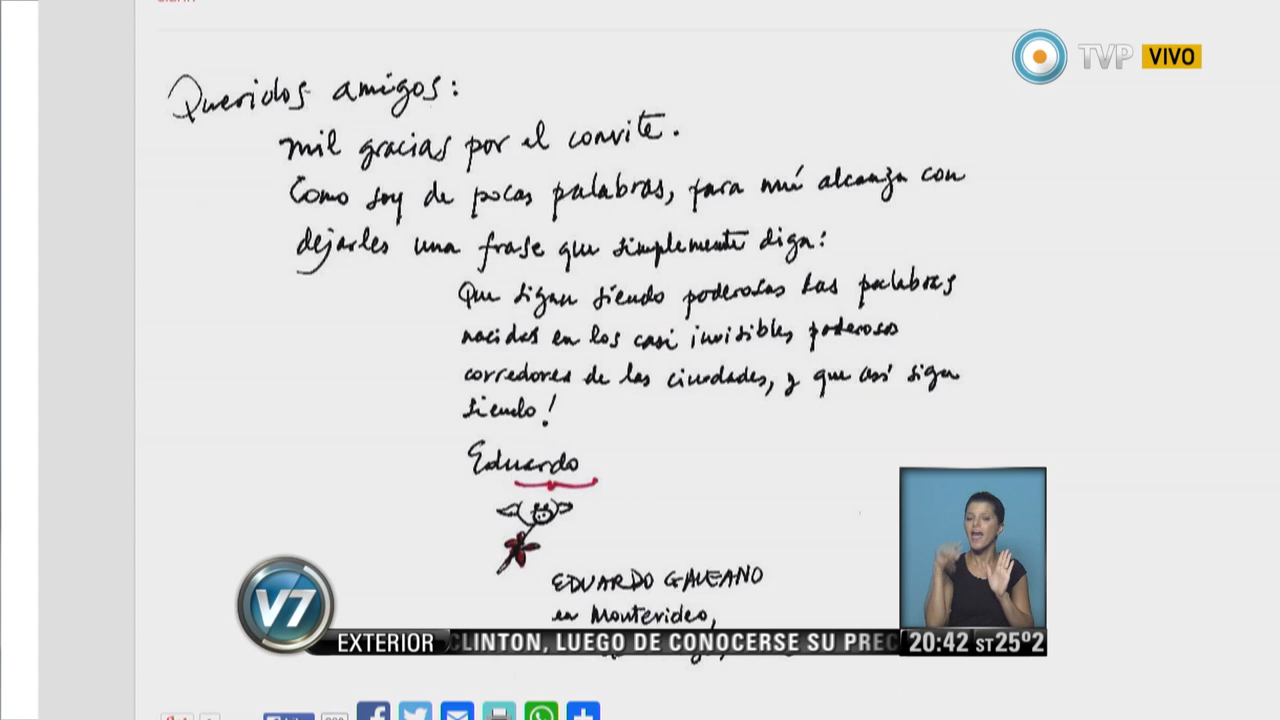 TVP VIVO
Queridos amigos:
mil gracias por el convite.
Como soy de pocas palabras, para mí alcanza con
dejarles una frase que simplemente diga:
Que sigan siendo poderosas las palabras
nacidas en los casi invisibles poderosos
corredores de las ciudades, y que así sigan
siendo!
Eduardo
EDUARDO GALEANO
en Montevideo,
V7
EXTERIOR CLINTON, LUEGO DE CONOCERSE SU PREC 20:42 ST25º2